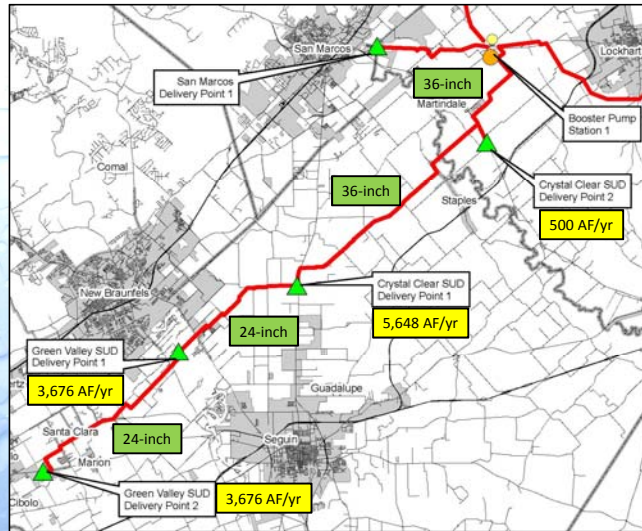 San Marcos
Lockhart
San Marcos
Delivery Point 1
36-inch
Martindale
Booster Pump
Station 1
Comal
36-inch
Crystal Clear SUD
Delivery Point 2
Staples
500 AF/yr
New Braunfels
Crystal Clear SUD
Delivery Point 1
24-inch
5,648 AF/yr
Green Valley SUD
Delivery Point 1
3,676 AF/yr
Guadalupe
Santa Clara
24-inch
Seguin
Marion
Cibolo
Green Valley SUD
Delivery Point 2
3,676 AF/yr